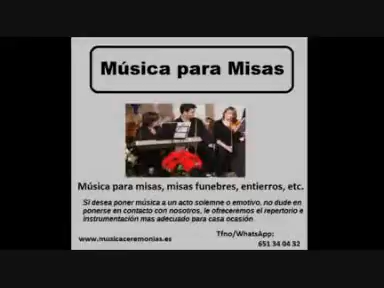 Música para Misas
Música para misas, misas funebres, entierros, etc.
Si desea poner música a un acto solemne o emotivo, no dude en
ponerse en contacto con nosotros, le ofreceremos el repertorio e
instrumentación mas adecuado para casa ocasión.
www.musicaceremonias.es
Tfno/WhatsApp:
651 34 04 32